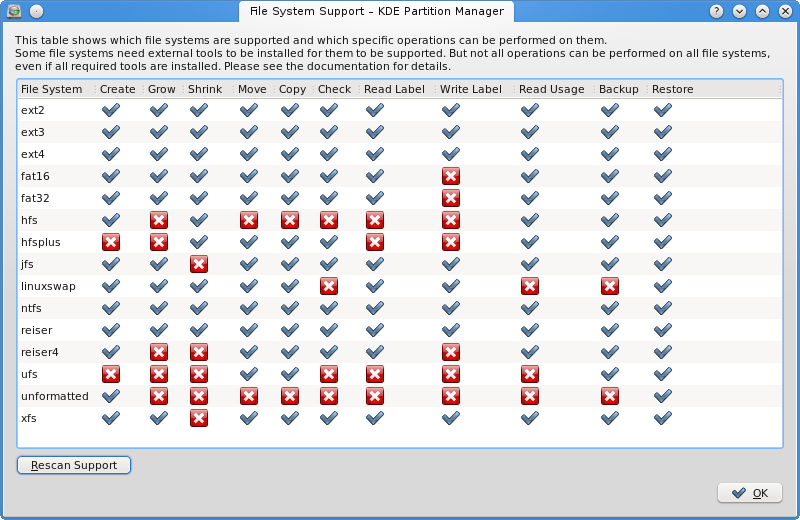 File System Support – KDE Partition Manager
This table shows which file systems are supported and which specific operations can be performed on them.
Some file systems need external tools to be installed for them to be supported. But not all operations can be performed on all file systems,
even if all required tools are installed. Please see the documentation for details.
File System Create Grow Shrink Move Copy Check Read Label Write Label Read Usage Backup Restore
ext2
ext3
ext4
fat16
fat32
hfs
hfsplus
jfs
linuxswap
ntfs
reiser
reiser4
ufs
unformatted
xfs
Rescan Support
OK